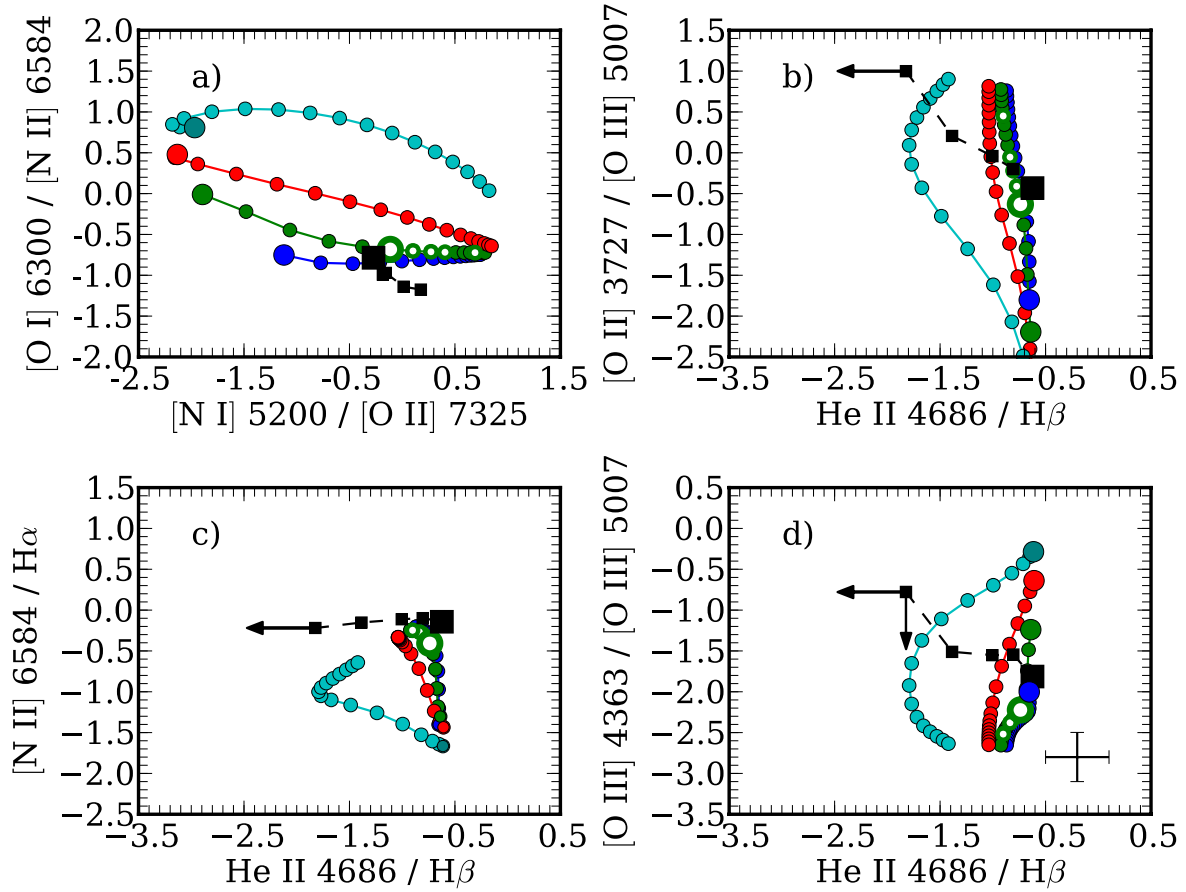 a)
[O I] 6300 / [N II] 6584
2.0
1.5
1.0
0.5
0.0
-0.5
-1.0
-1.5
-2.0
-2.5 -1.5 -0.5 0.5 1.5
[N I] 5200 / [O II] 7325
b)
[O II] 3727 / [O III] 5007
1.5
1.0
0.5
0.0
−0.5
−1.0
−1.5
−2.0
−2.5
−3.5 −2.5 −1.5 −0.5 0.5
He II 4686 / Hβ
c)
[N II] 6584 / Hα
1.5
1.0
0.5
0.0
−0.5
−1.0
−1.5
−2.0
−2.5
−3.5 −2.5 −1.5 −0.5 0.5
He II 4686 / Hβ
d)
[O III] 4363 / [O III] 5007
0.5
0.0
−0.5
−1.0
−1.5
−2.0
−2.5
−3.0
−3.5
−3.5 −2.5 −1.5 −0.5 0.5
He II 4686 / Hβ